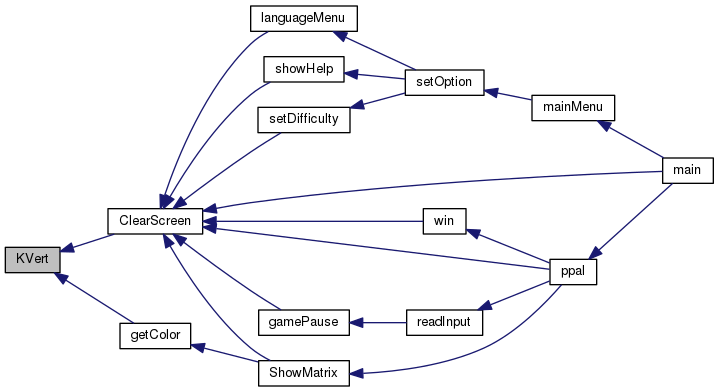 languageMenu
showHelp
setOption
setDifficulty
mainMenu
main
ClearScreen
win
KVert
ppal
gamePause
readInput
getColor
ShowMatrix